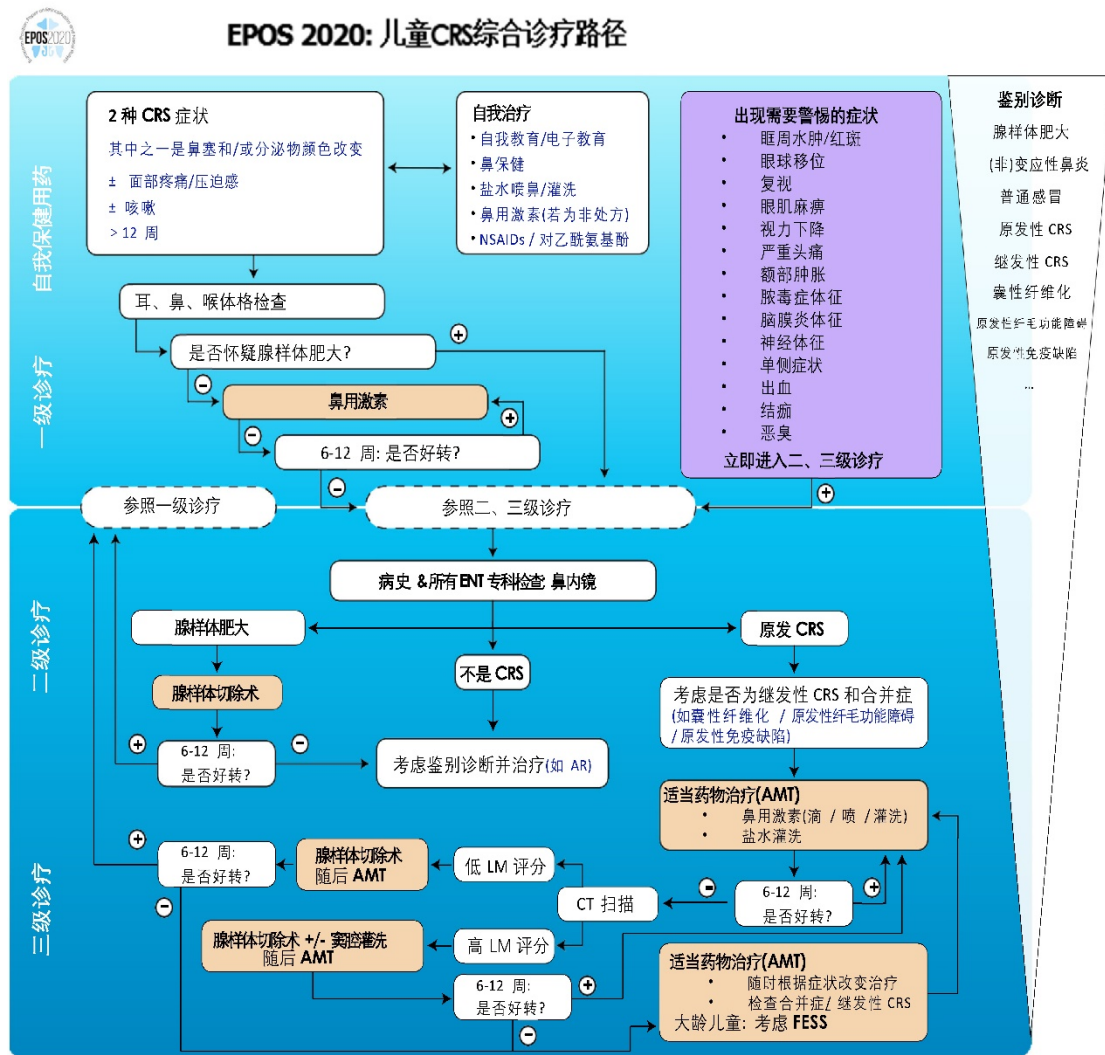 EPOS2020
EPOS 2020: 儿童CRS综合诊疗路径
自我保健用药
一级诊疗
二级诊疗
三级诊疗
2 种 CRS 症状
其中之一是鼻塞和/或分泌物颜色改变
± 面部疼痛/压迫感
± 咳嗽
> 12 周
自我治疗
• 自我教育/电子教育
• 鼻保健
• 盐水喷鼻/灌洗
• 鼻用激素(若为非处方)
• NSAIDs / 对乙酰氨基酚
出现需要警惕的症状
• 眶周水肿/红斑
• 眼球移位
• 复视
• 眼肌麻痹
• 视力下降
• 严重头痛
• 额部肿胀
• 脓毒症体征
• 脑膜炎体征
• 神经体征
• 单侧症状
• 出血
• 结痂
• 恶臭
立即进入二、三级诊疗
鉴别诊断
腺样体肥大
(非)变应性鼻炎
普通感冒
原发性 CRS
继发性 CRS
囊性纤维化
原发性纤毛功能障碍
原发性免疫缺陷
...
耳、鼻、喉体格检查
是否怀疑腺样体肥大?
+
−
鼻用激素
−
+
6-12 周: 是否好转?
−
+
参照一级诊疗
参照二、三级诊疗
病史 &所有ENT 专科检查: 鼻内镜
腺样体肥大
不是 CRS
原发 CRS
腺样体切除术
+
6-12 周:
是否好转?
−
考虑鉴别诊断并治疗(如 AR)
考虑是否为继发性 CRS 和合并症
(如囊性纤维化 / 原发性纤毛功能障碍
/原发性免疫缺陷)
适当药物治疗(AMT)
• 鼻用激素(滴 / 喷 /灌洗)
• 盐水灌洗
−
6-12 周:
是否好转?
+
CT 扫描
低 LM 评分
腺样体切除术
随后 AMT
6-12 周:
是否好转?
+
−
高 LM 评分
腺样体切除术 +/- 窦腔灌洗
随后 AMT
6-12 周:
是否好转?
+
−
适当药物治疗(AMT)
• 随时根据症状改变治疗
• 检查合并症/ 继发性 CRS
大龄儿童: 考虑 FESS